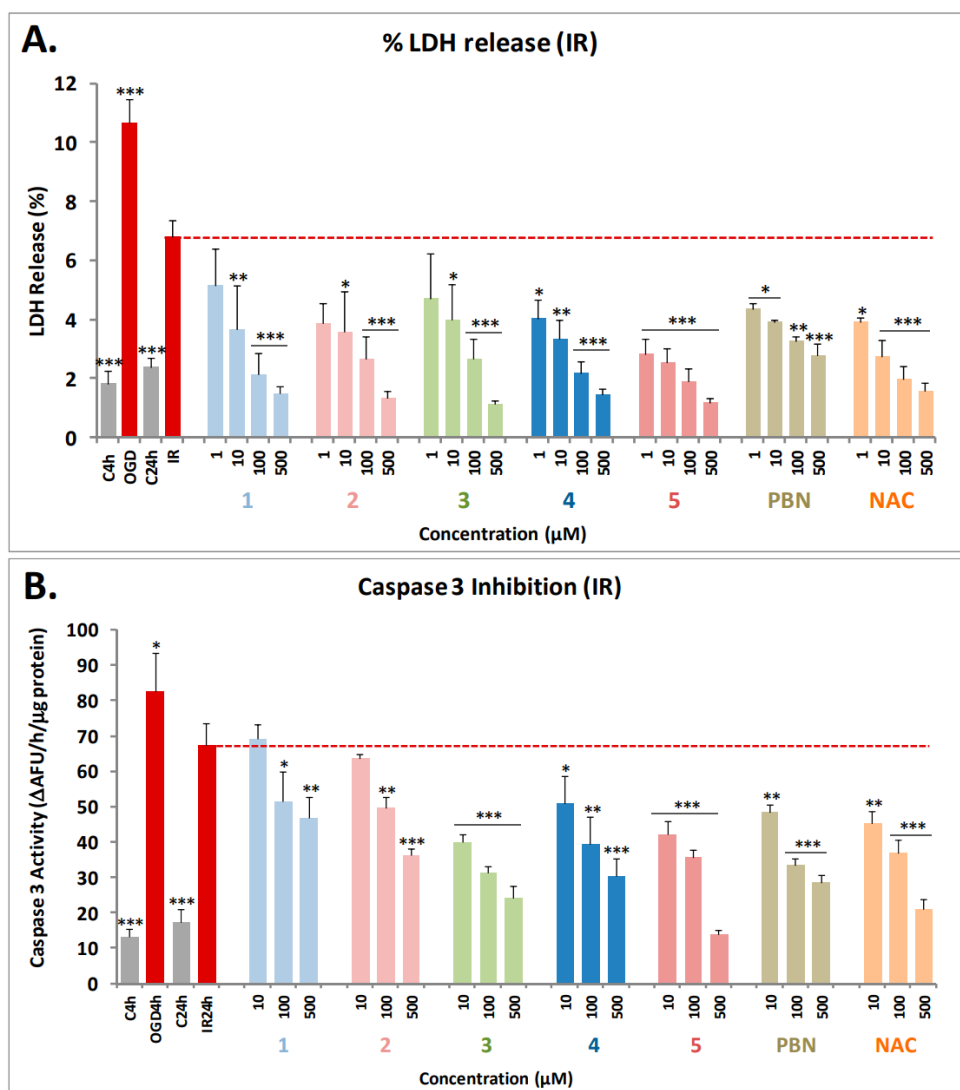 A.
% LDH release (IR)
LDH Release (%)
12
10
8
6
4
2
0
*** *** *** ** *** * *** * *** * ** *** *** * ** *** * ***
C4h OGD C24h IR 1 10 100 500 1 10 100 500 1 10 100 500 1 10 100 500 1 10 100 500 1 10 100 500 1 10 100 500
1 2 3 4 5 PBN NAC
Concentration (µM)
B.
Caspase 3 Inhibition (IR)
Caspase 3 Activity (ΔAFU/h/µg protein)
100
90
80
70
60
50
40
30
20
10
0
*** * *** * ** ** *** *** * ** *** *** ** *** ** ***
C4h OGD4h C24h IR24h 10 100 500 10 100 500 10 100 500 10 100 500 10 100 500 10 100 500 10 100 500
1 2 3 4 5 PBN NAC
Concentration (µM)